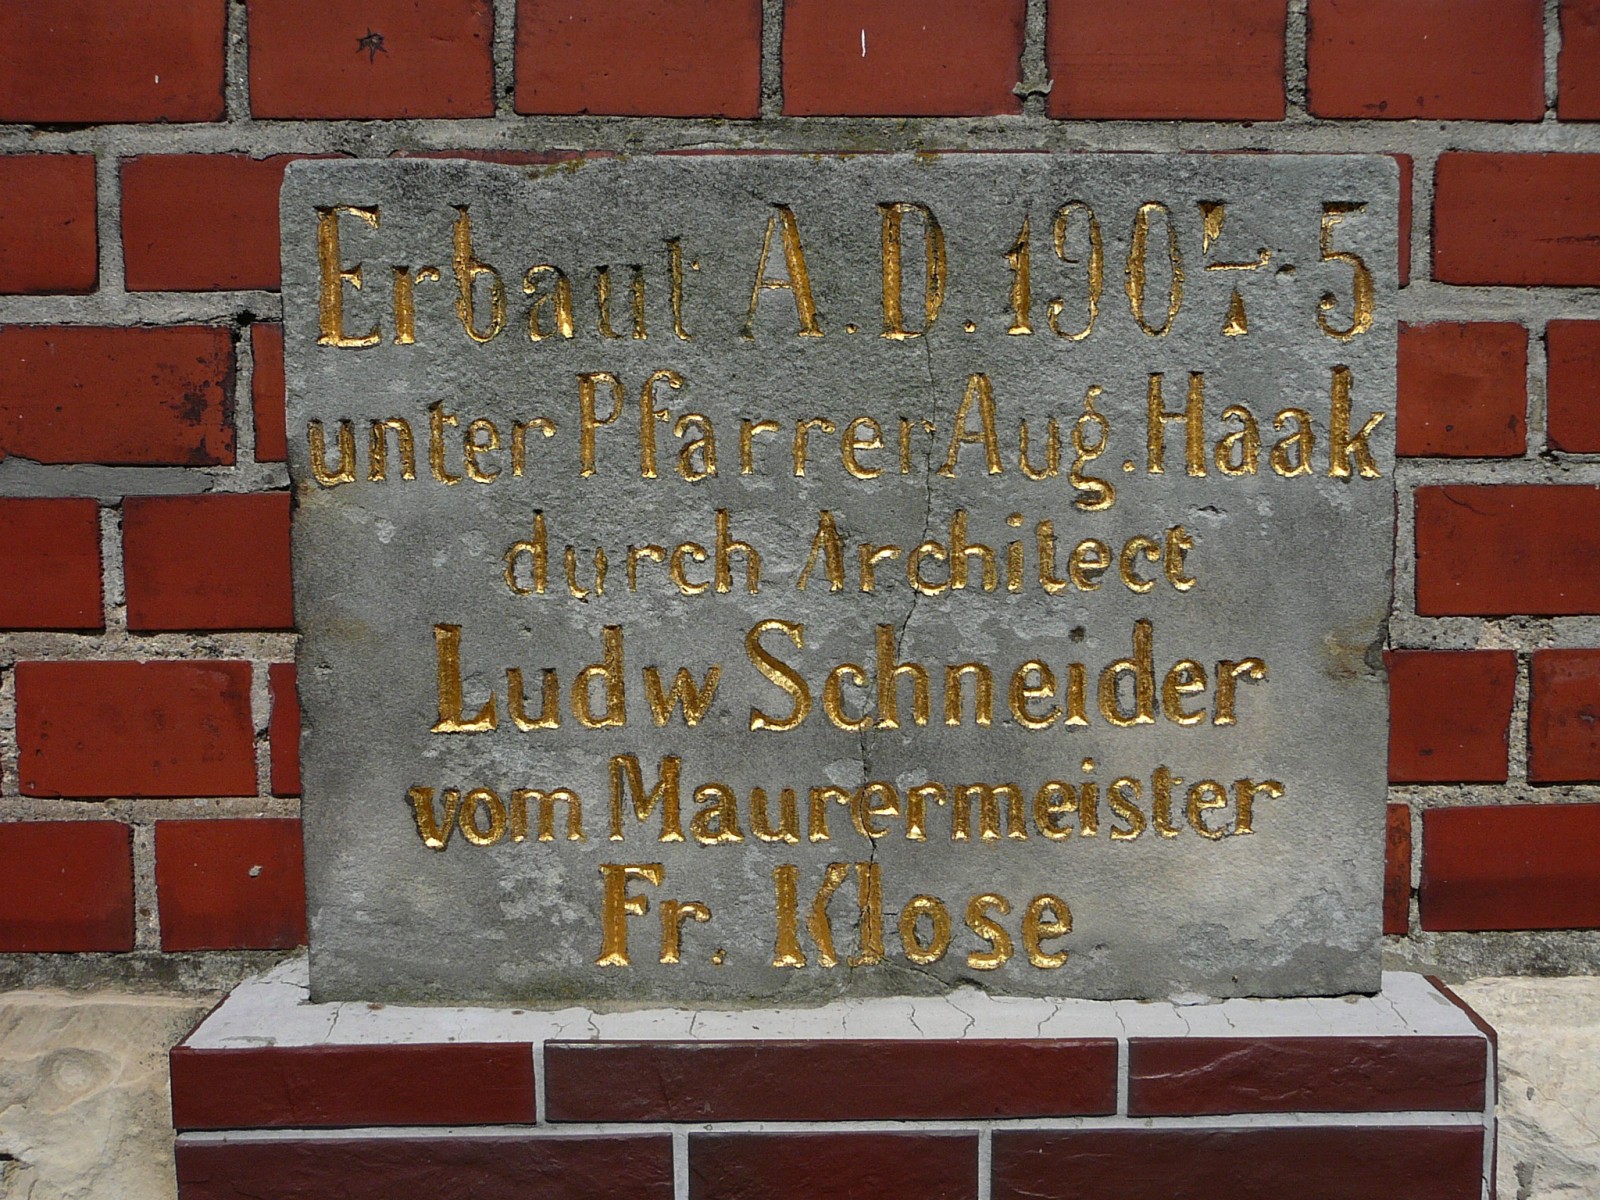 Erbaut A.D. 1904-5
unter Pfarrer Aug. Haak
durch Architect
Ludw Schneider
vom Maurermeister
Fr. Klose